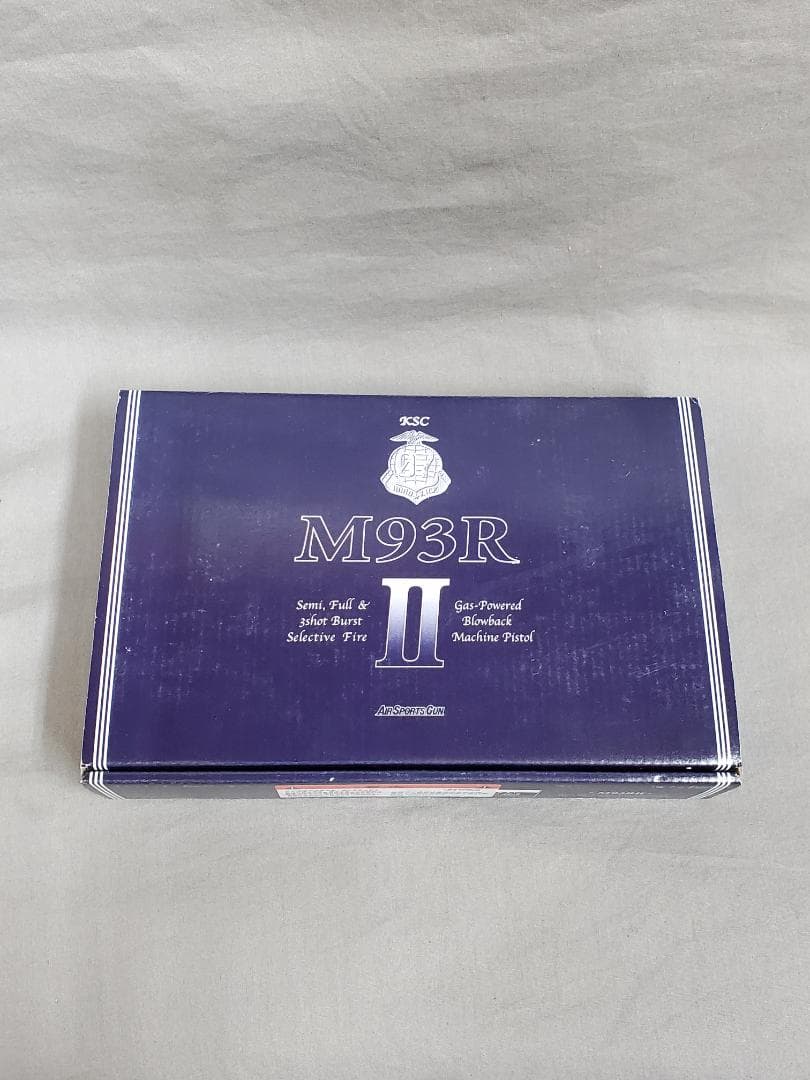 KSC
M93R
II
Semi, Full &
3shot Burst
Selective Fire
Gas-Powered
Blowback
Machine Pistol
AIR SPORTS GUN